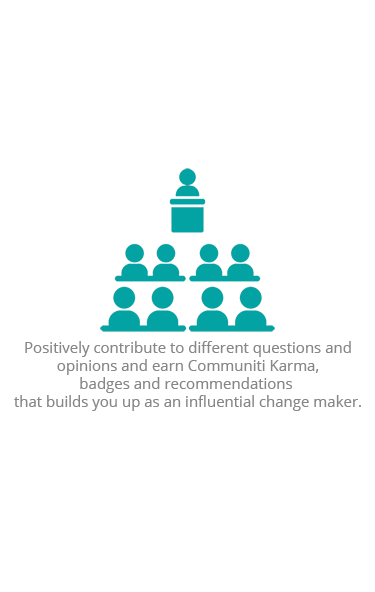 Positively contribute to different questions and
opinions and earn Communiti Karma,
badges and recommendations
that builds you up as an influential change maker.